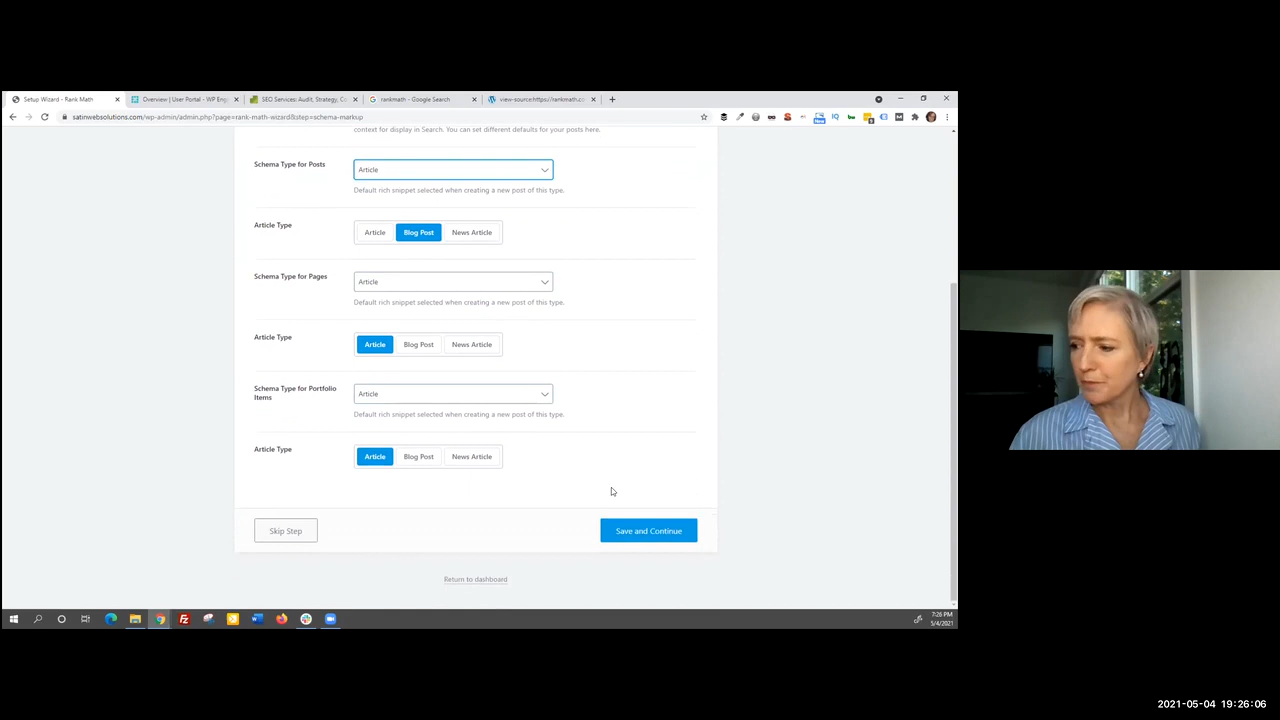 Setup Wizard - Rank Math
Overview | User Portal - WP Eng
SEO Services: Audit, Strategy, Co
rankmath - Google Search
view-source:https://rankmath.co
satinwebsolutions.com/wp-admin/admin.php?page=rank-math-wizard&step=schema-markup
New
context for display in Search. You can set different defaults for your posts here.
Schema Type for Posts
Article
Default rich snippet selected when creating a new post of this type.
Article Type
Article
Blog Post
News Article
Schema Type for Pages
Article
Default rich snippet selected when creating a new post of this type.
Article Type
Article
Blog Post
News Article
Schema Type for Portfolio
Items
Article
Default rich snippet selected when creating a new post of this type.
Article Type
Article
Blog Post
News Article
Skip Step
Save and Continue
Return to dashboard
7:26 PM
5/4/2021
2021-05-04 19:26:06